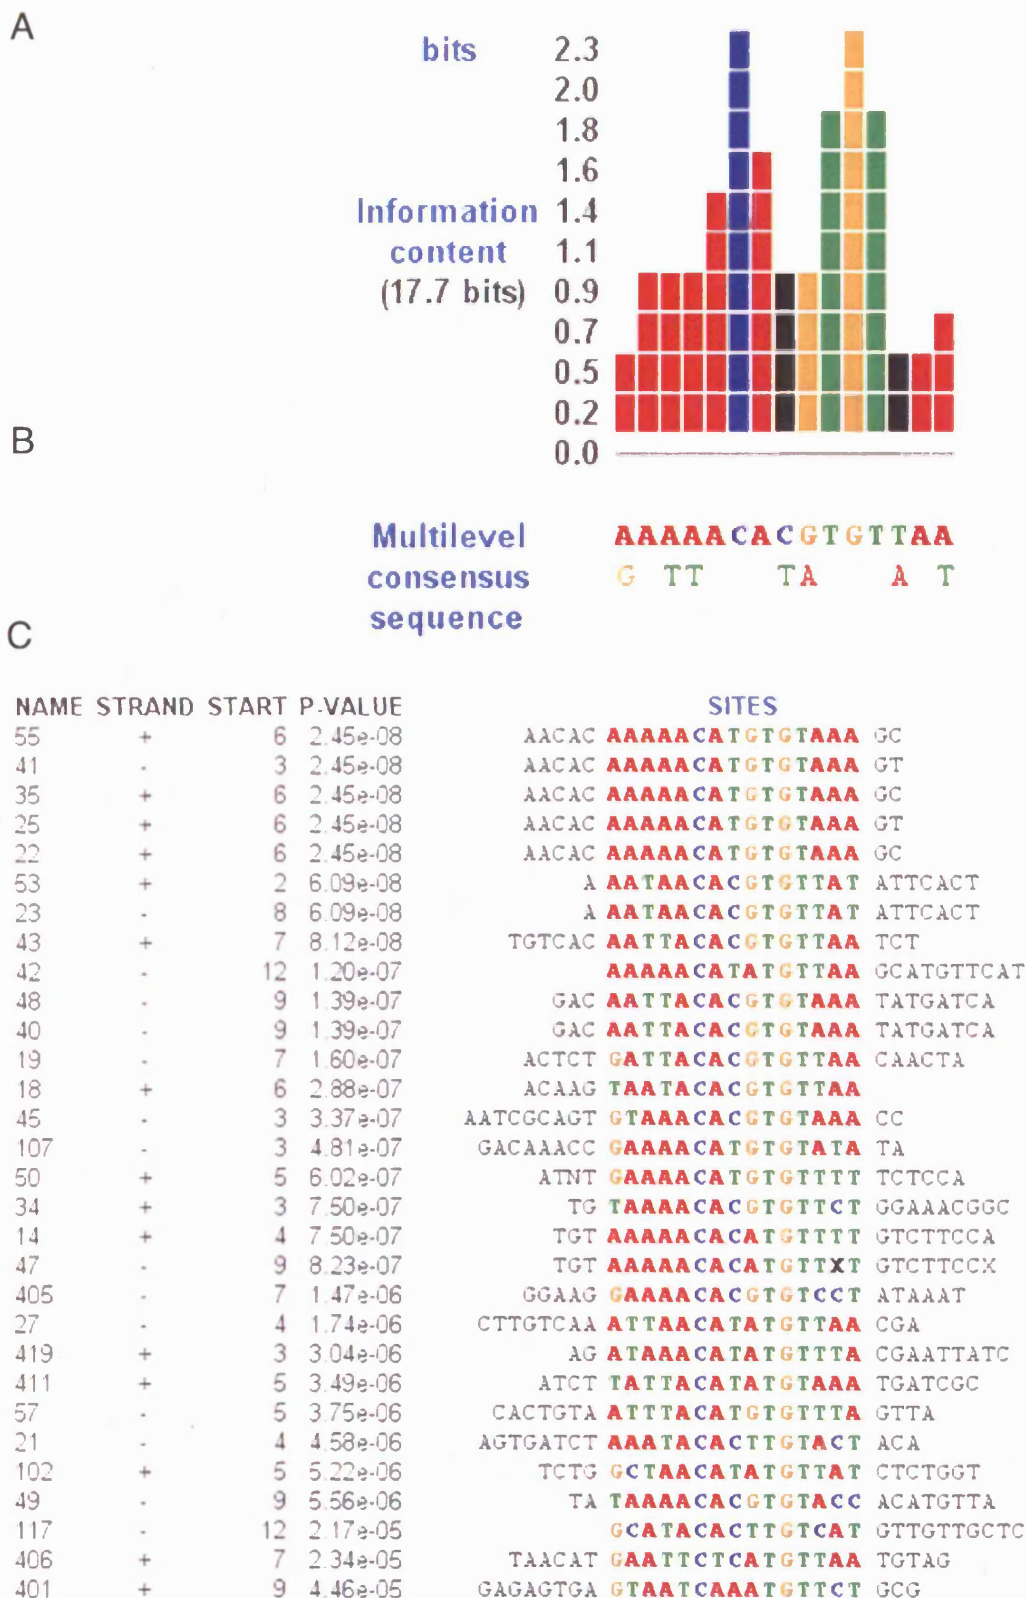 A
bits 2.3
2.0
1.8
1.6
Information 1.4
content 1.1
(17.7 bits) 0.9
0.7
0.5
0.2
B
0.0
Multilevel AAAAACACGTGTTAA
consensus G TT TA A T
sequence
C
NAME STRAND START P-VALUE SITES
55 + 6 2.45e-08 AACAC AAAAACATGTGTAAA GC
41 - 3 2.45e-08 AACAC AAAAACATGTGTAAA GT
35 + 6 2.45e-08 AACAC AAAAACATGTGTAAA GC
25 + 6 2.45e-08 AACAC AAAAACATGTGTAAA GT
22 + 6 2.45e-08 AACAC AAAAACATGTGTAAA GC
53 + 2 6.09e-08 A AATAACACGTGTTAT ATTCACT
23 - 8 6.09e-08 A AATAACACGTGTTAT ATTCACT
43 + 7 8.12e-08 TGTCAC AATTACACGTGTTAA TCT
42 - 12 1.20e-07 AAAAACATATGTTAA GCATGTTCAT
48 - 9 1.39e-07 GAC AATTACACGTGTAAA TATGATCA
40 - 9 1.39e-07 GAC AATTACACGTGTAAA TATGATCA
19 - 7 1.60e-07 ACTCT GATTACACGTGTTAA CAACTA
18 + 6 2.88e-07 ACAAG TAATACACGTGTTAA
45 - 3 3.37e-07 AATCGCAGT GTAAACACGTGTAAA CC
107 - 3 4.81e-07 GACAAACC GAAAACATGTGTATA TA
50 + 5 6.02e-07 ATNT GAAAACATGTGTTTT TCTCCA
34 + 3 7.50e-07 TG TAAAACACGTGTTCT GGAAACGGC
14 + 4 7.50e-07 TGT AAAAACACATGTTTT GTCTTCCA
47 - 9 8.23e-07 TGT AAAAACACATGTTXT GTCTTCCX
405 - 7 1.47e-06 GGAAG GAAAACACGTGTCCT ATAAAT
27 - 4 1.74e-06 CTTGTCAA ATTAACATATGTTAA CGA
419 + 3 3.04e-06 AG ATAAACATATGTTTA CGAATTATC
411 + 5 3.49e-06 ATCT TATTACATATGTAAA TGATCGC
57 - 5 3.75e-06 CACTGTA ATTTACATGTGTTTA GTTA
21 - 4 4.58e-06 AGTGATCT AAATACACTTGTACT ACA
102 + 5 5.22e-06 TCTG GCTAACATATGTTAT CTCTGGT
49 - 9 5.56e-06 TA TAAAACACGTGTACC ACATGTTA
117 - 12 2.17e-05 GCATACACTTGTCAT GTTGTTGCTC
406 + 7 2.34e-05 TAACAT GAATTCTCATGTTAA TGTAG
401 + 9 4.46e-05 GAGAGTGA GTAATCAAATGTTCT GCG